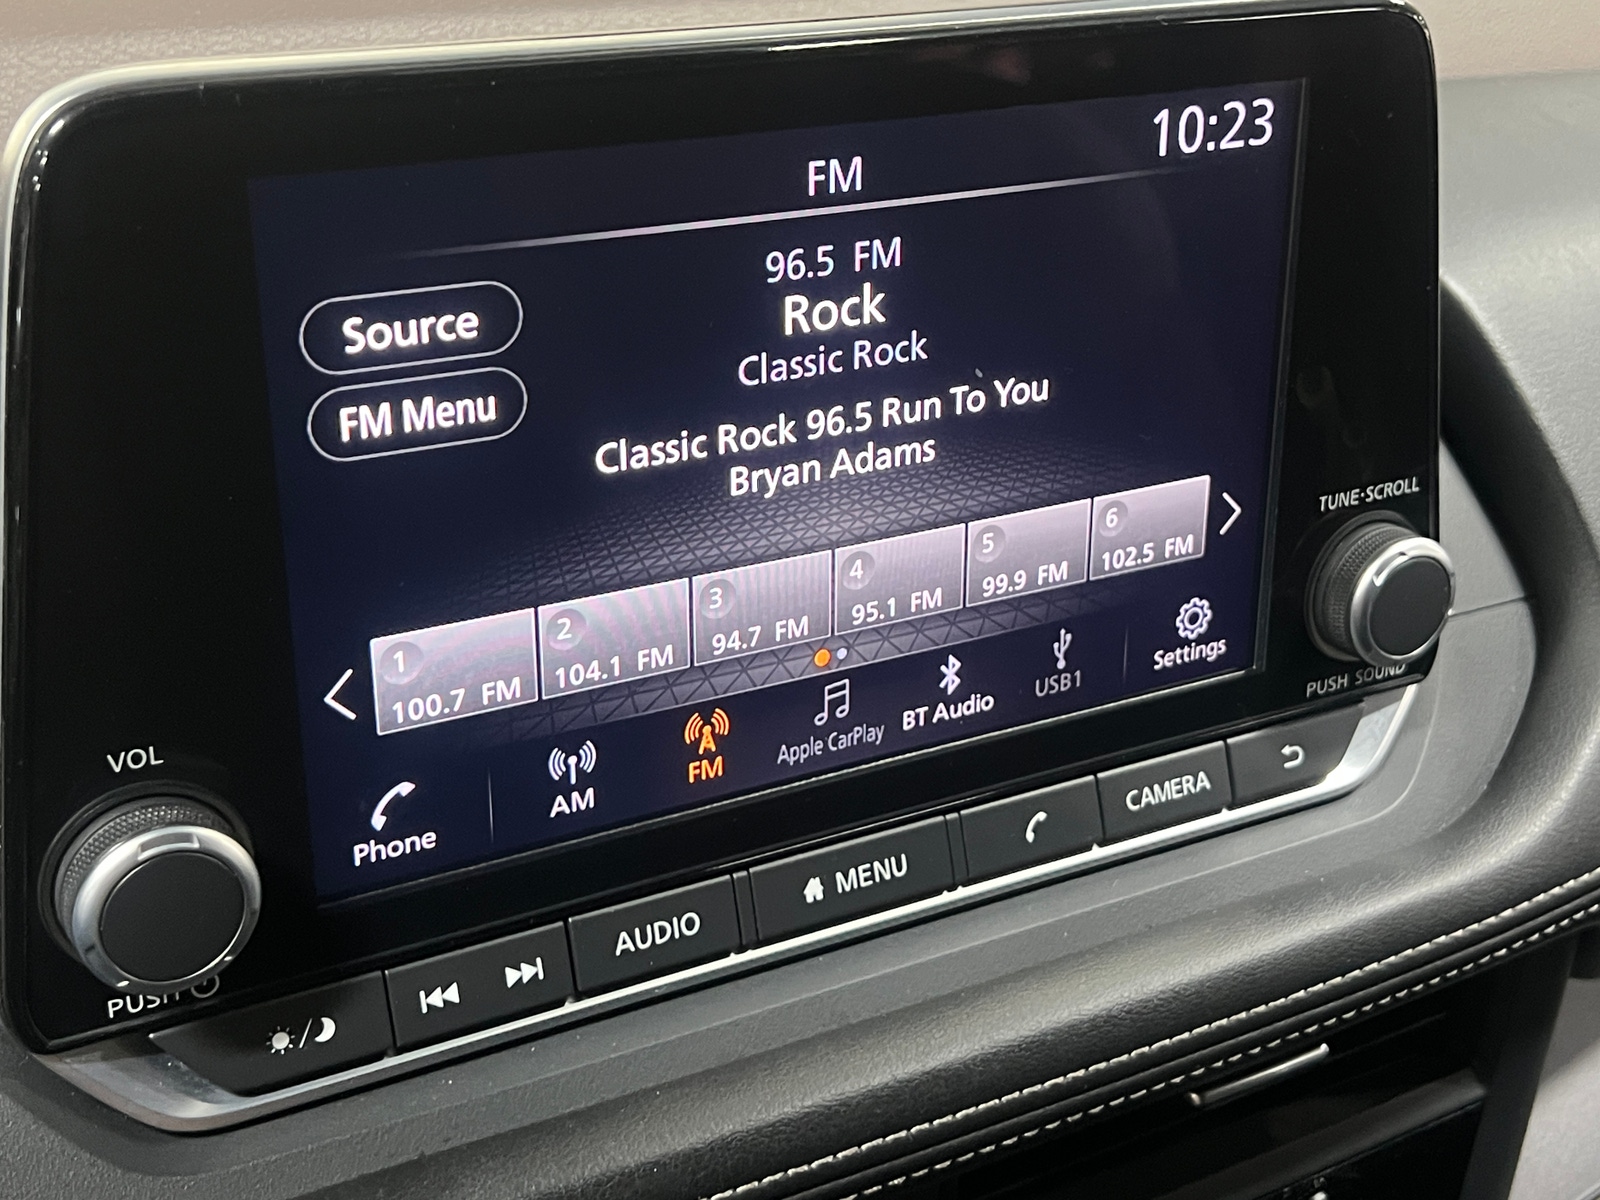 10:23
FM
96.5 FM
Rock
Classic Rock
Classic Rock 96.5 Run To You
Bryan Adams
Source
FM Menu
1
100.7 FM
2
104.1 FM
3
94.7 FM
4
95.1 FM
5
99.9 FM
6
102.5 FM
Phone
AM
FM
Apple CarPlay
BT Audio
USB1
Settings
VOL
PUSH
TUNE·SCROLL
PUSH SOUND
AUDIO
MENU
CAMERA